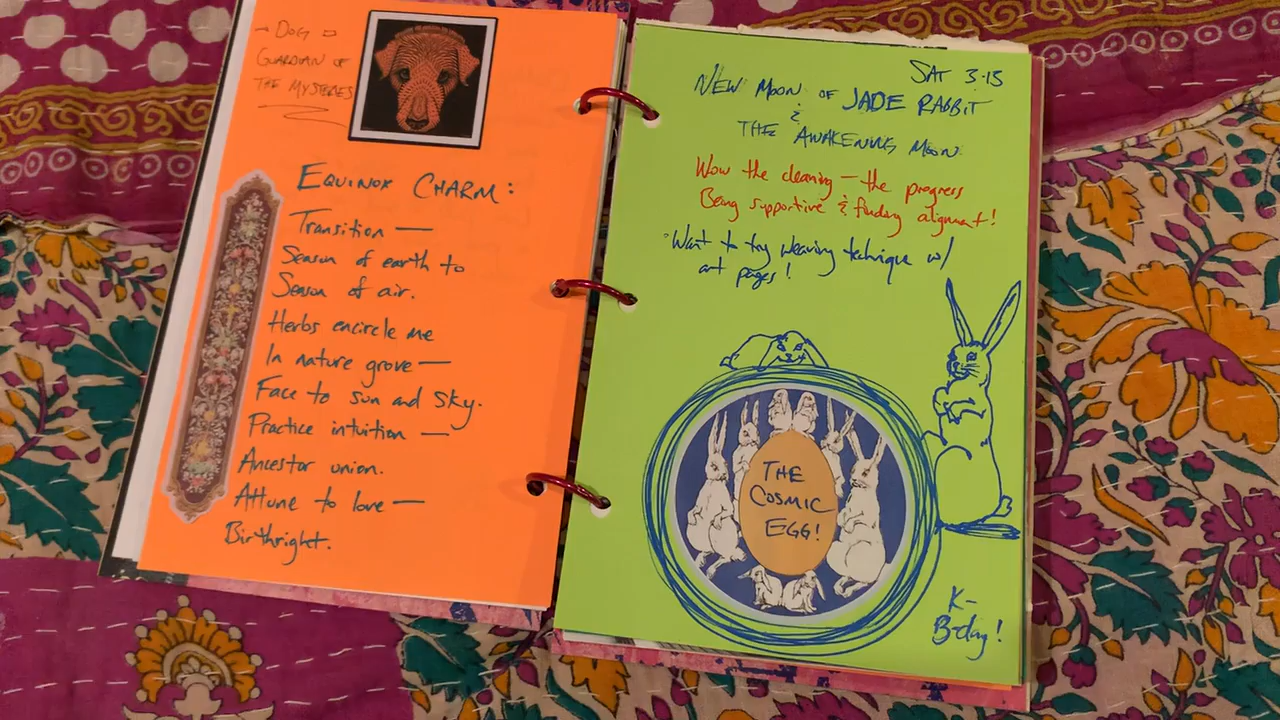 → DOG ⇒
GUARDIAN OF
THE MYSTERIES
EQUINOX CHARM:
Transition —
Season of earth to
Season of air.
Herbs encircle me
In nature grove —
Face to sun and sky.
Practice intuition —
Ancestor union.
Attune to love —
Birthright.
SAT 3.13
NEW MOON OF JADE RABBIT
&
THE AWAKENING MOON.
Wow the cleaning — the progress
Being supportive & finding alignment!
• Want to try weaving technique w/
art pages!
THE
COSMIC
EGG!
K-
B-day!